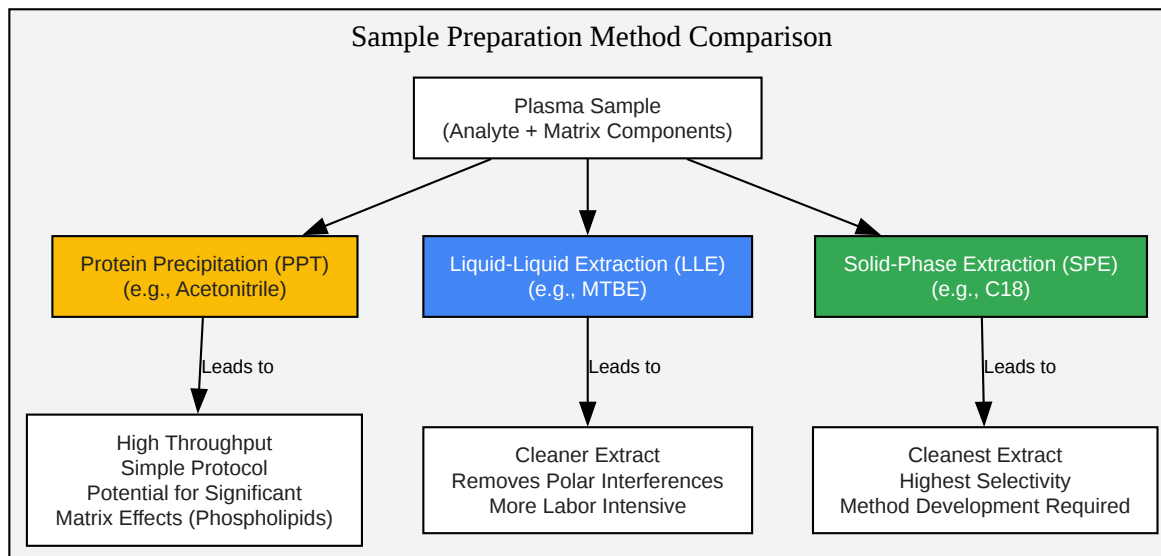 Sample Preparation Method Comparison
Plasma Sample
(Analyte + Matrix Components)
Protein Precipitation (PPT)
(e.g., Acetonitrile)
Liquid-Liquid Extraction (LLE)
(e.g., MTBE)
Solid-Phase Extraction (SPE)
(e.g., C18)
Leads to
Leads to
Leads to
High Throughput
Simple Protocol
Potential for Significant
Matrix Effects (Phospholipids)
Cleaner Extract
Removes Polar Interferences
More Labor Intensive
Cleanest Extract
Highest Selectivity
Method Development Required